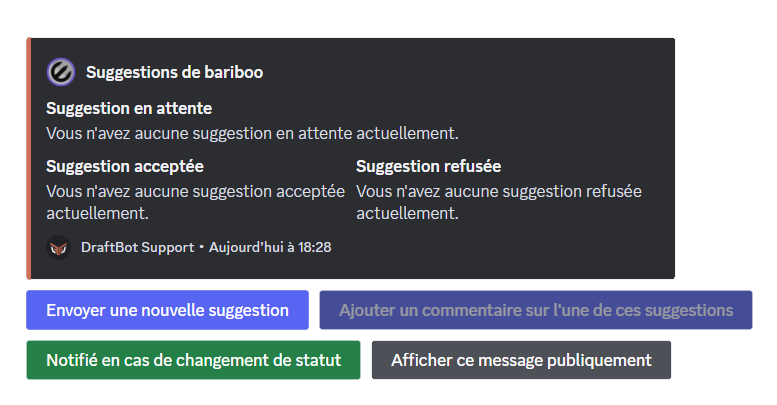 Suggestions de bariboo
Suggestion en attente
Vous n'avez aucune suggestion en attente actuellement.
Suggestion acceptée
Vous n'avez aucune suggestion acceptée
actuellement.
Suggestion refusée
Vous n'avez aucune suggestion refusée
actuellement.
DraftBot Support • Aujourd'hui à 18:28
Envoyer une nouvelle suggestion
Ajouter un commentaire sur l'une de ces suggestions
Notifié en cas de changement de statut
Afficher ce message publiquement